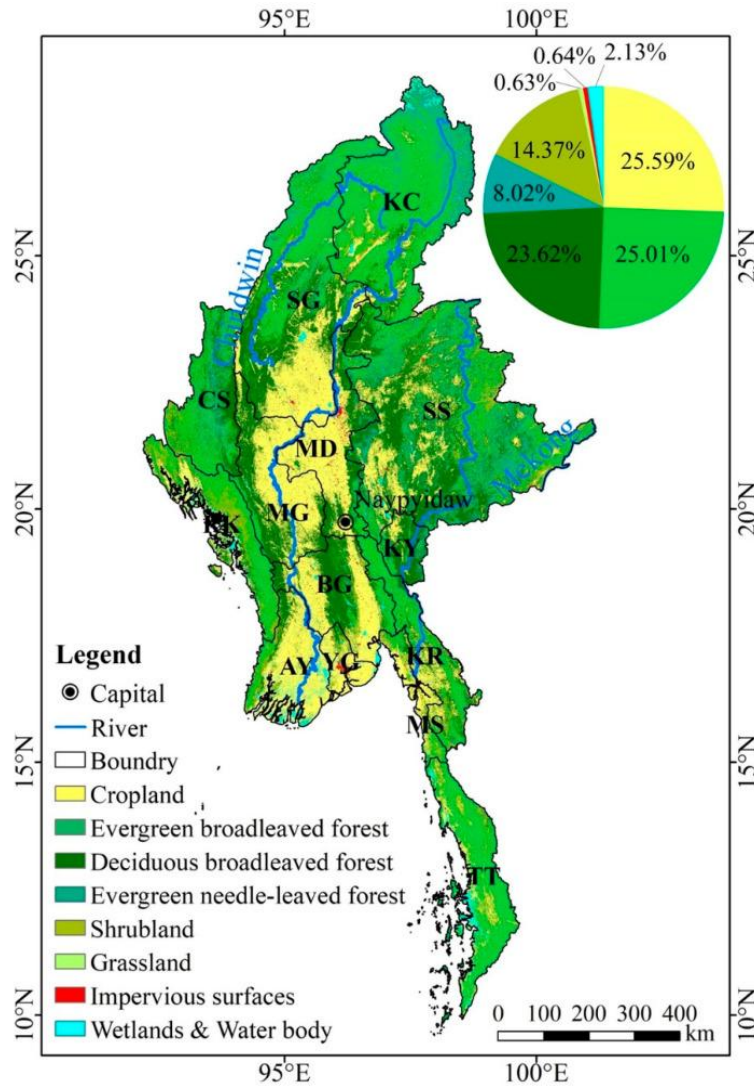 95°E
100°E
0.64%
2.13%
0.63%
14.37%
25.59%
8.02%
23.62%
25.01%
KC
25°N
25°N
Chindwin
SG
CS
SS
MD
Mekong
20°N
20°N
Naypyidaw
MG
KY
BG
Legend
AY
YG
KR
Capital
MS
River
15°N
15°N
Boundry
Cropland
Evergreen broadleaved forest
Deciduous broadleaved forest
TT
Evergreen needle-leaved forest
Shrubland
Grassland
Impervious surfaces
0 100 200 300 400
km
10°N
10°N
Wetlands & Water body
95°E
100°E